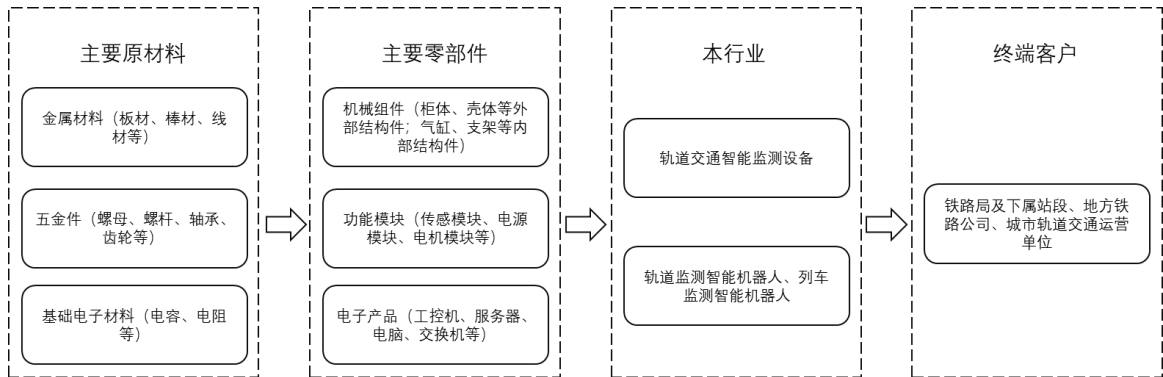 主要原材料
金属材料（板材、棒材、线
材等）
五金件（螺母、螺杆、轴承、
齿轮等）
基础电子材料（电容、电阻
等）
主要零部件
机械组件（柜体、壳体等外
部结构件；气缸、支架等内
部结构件）
功能模块（传感模块、电源
模块、电机模块等）
电子产品（工控机、服务器、
电脑、交换机等）
本行业
轨道交通智能监测设备
轨道监测智能机器人、列车
监测智能机器人
终端客户
铁路局及下属站段、地方铁
路公司、城市轨道交通运营
单位